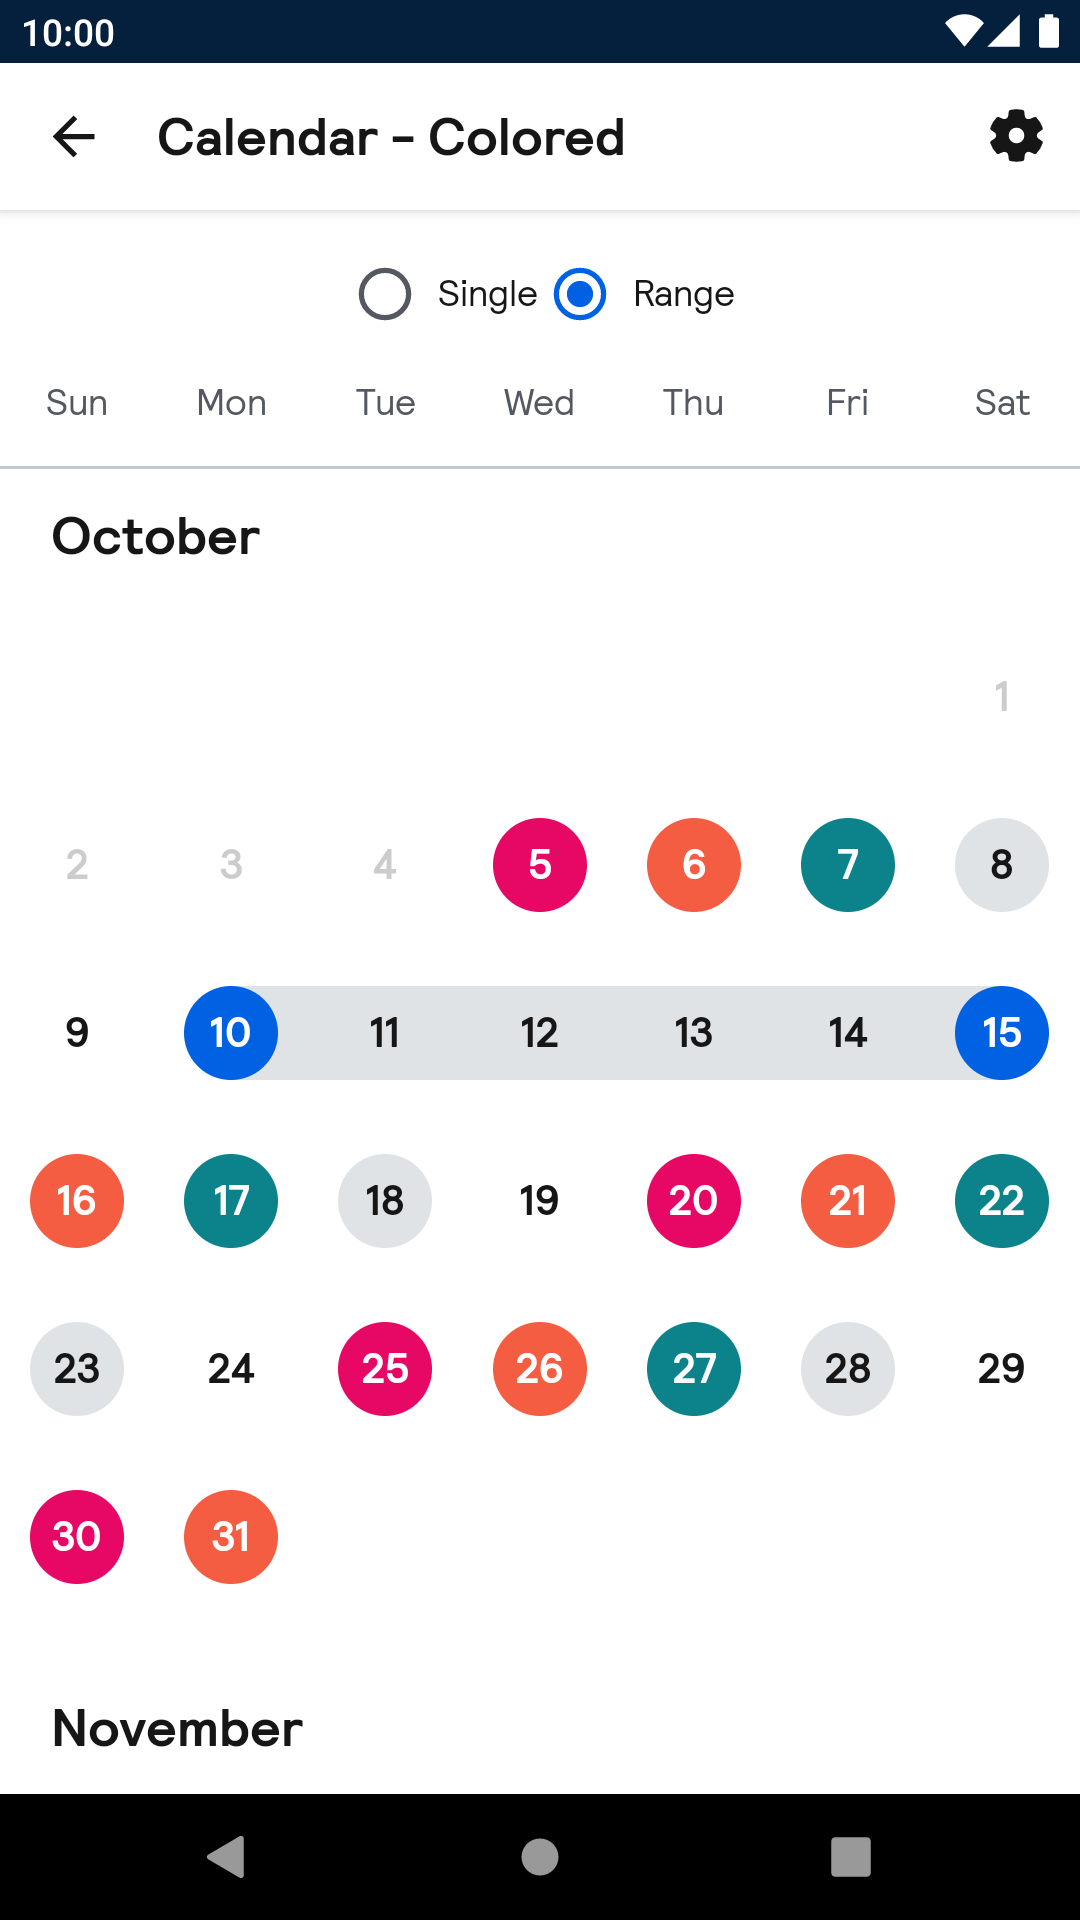 10:00
Calendar - Colored
Single Range
Sun Mon Tue Wed Thu Fri Sat
October
1
2 3 4 5 6 7 8
9 10 11 12 13 14 15
16 17 18 19 20 21 22
23 24 25 26 27 28 29
30 31
November